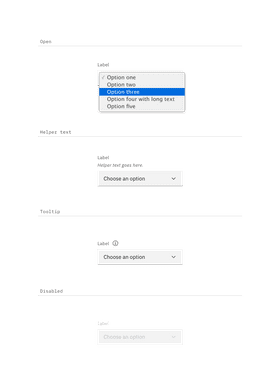 Open
Label
✓ Option one
Option two
Option three
Option four with long text
Option five
Helper text
Label
Helper text goes here.
Choose an option
Tooltip
Label
Choose an option
Disabled
Label
Choose an option